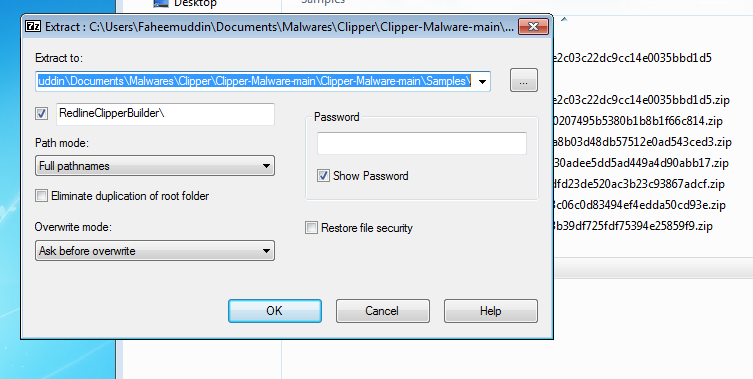 Desktop
Samples
7z Extract : C:\Users\Faheemuddin\Documents\Malwares\Clipper\Clipper-Malware-main\...
Extract to:
uddin\Documents\Malwares\Clipper\Clipper-Malware-main\Clipper-Malware-main\Samples\
...
RedlineClipperBuilder\
Password
Path mode:
Full pathnames
Show Password
Eliminate duplication of root folder
Overwrite mode:
Restore file security
Ask before overwrite
OK
Cancel
Help
e2c03c22dc9cc14e0035bbd1d5
e2c03c22dc9cc14e0035bbd1d5.zip
0207495b5380b1b8b1f66c814.zip
a8b03d48db57512e0ad543ced3.zip
30adee5dd5ad449a4d90abb17.zip
dfd23de520ac3b23c93867adcf.zip
c06c0d83494ef4edda50cd93e.zip
b39df725fdf75394e25859f9.zip